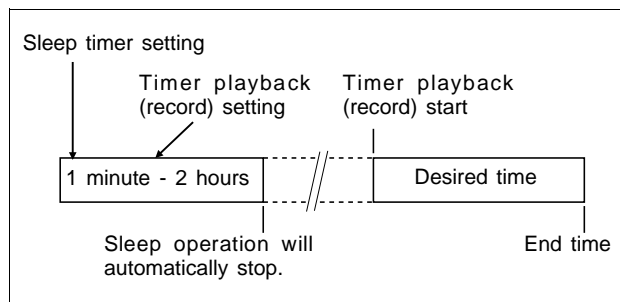 Sleep timer setting
Timer playback
(record) setting
Timer playback
(record) start
1 minute - 2 hours
Desired time
Sleep operation will
automatically stop.
End time